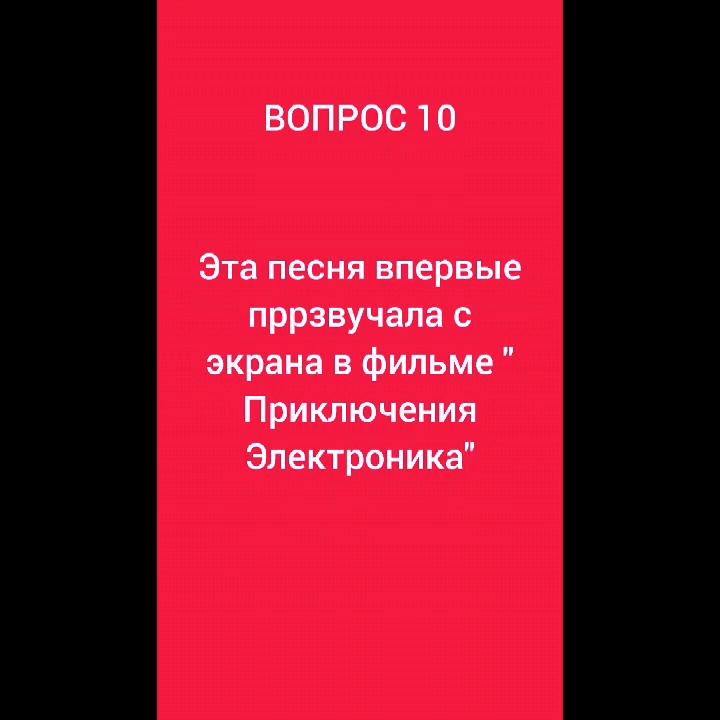 ВОПРОС 10
Эта песня впервые
пррзвучала с
экрана в фильме "
Приключения
Электроника"